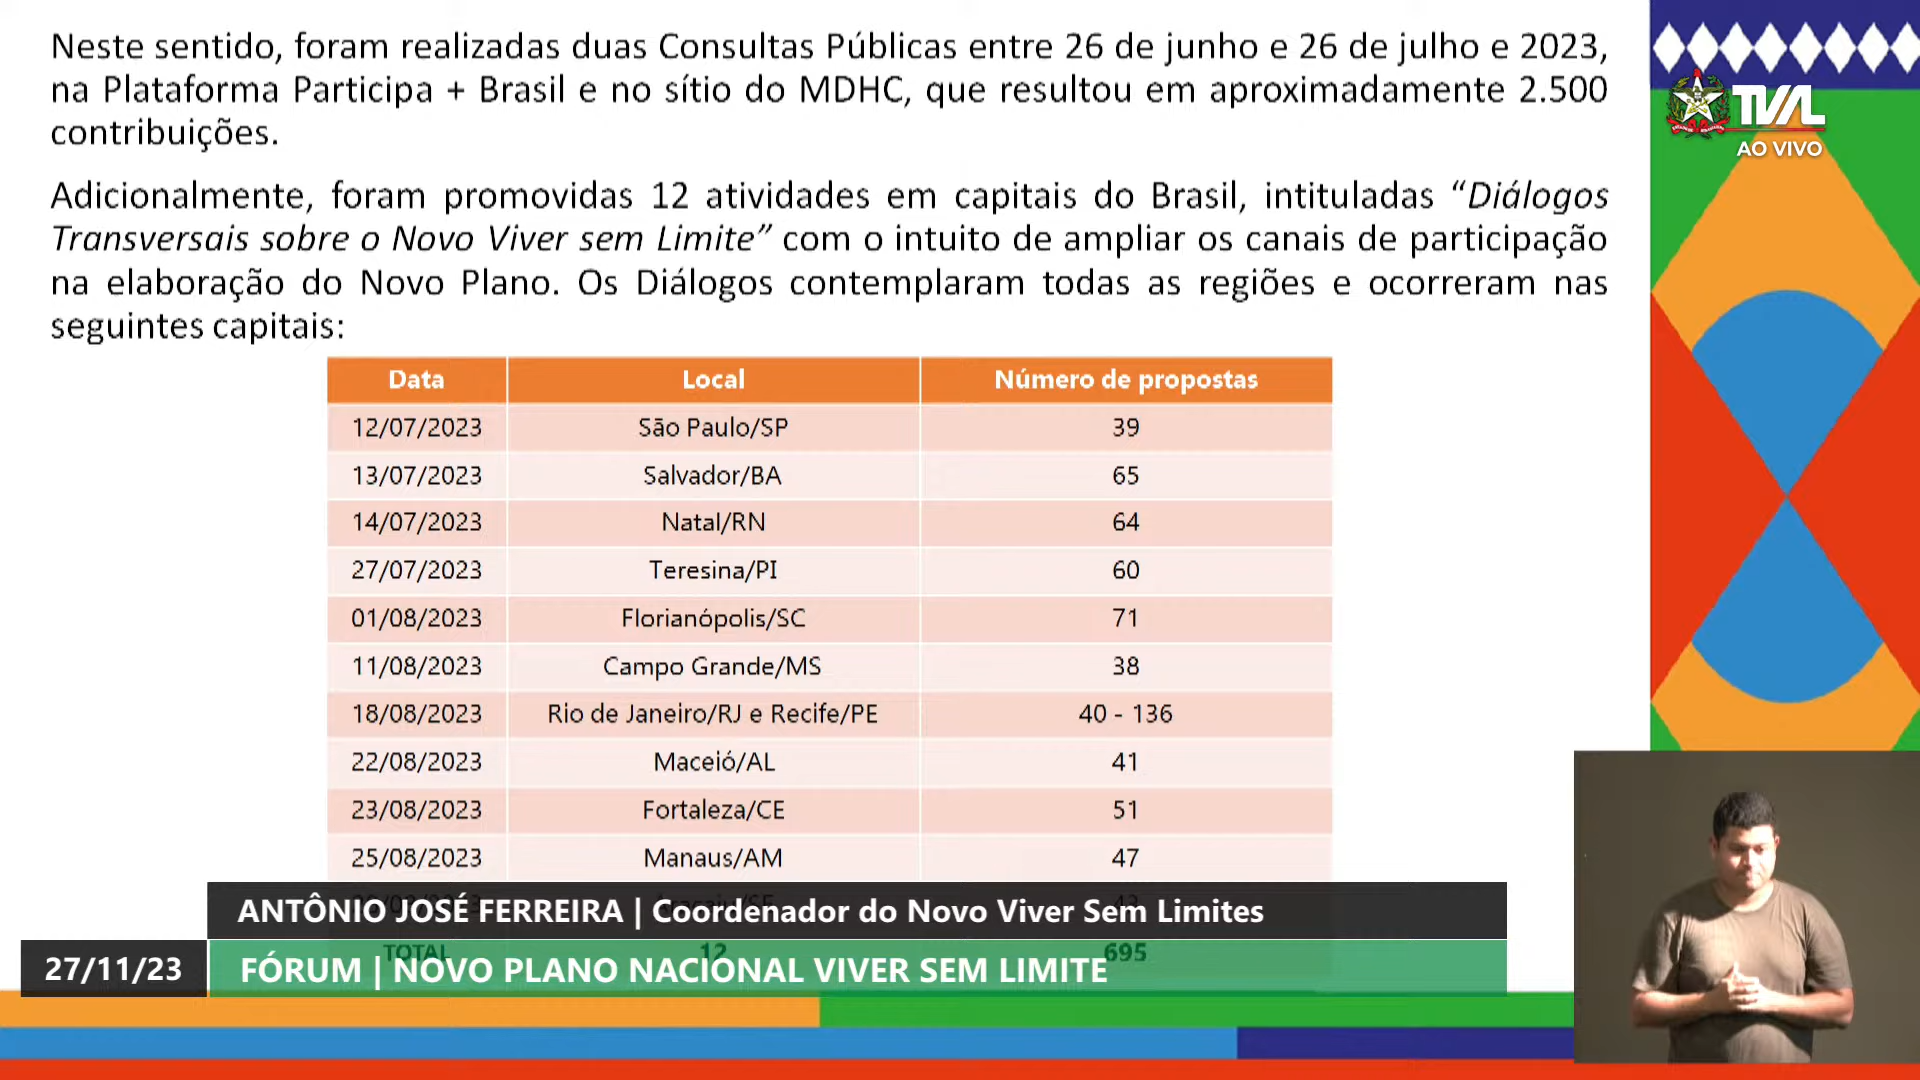 Neste sentido, foram realizadas duas Consultas Públicas entre 26 de junho e 26 de julho e 2023,
na Plataforma Participa + Brasil e no sítio do MDHC, que resultou em aproximadamente 2.500
contribuições.
Adicionalmente, foram promovidas 12 atividades em capitais do Brasil, intituladas “Diálogos
Transversais sobre o Novo Viver sem Limite” com o intuito de ampliar os canais de participação
na elaboração do Novo Plano. Os Diálogos contemplaram todas as regiões e ocorreram nas
seguintes capitais:
Data Local Número de propostas
12/07/2023 São Paulo/SP 39
13/07/2023 Salvador/BA 65
14/07/2023 Natal/RN 64
27/07/2023 Teresina/PI 60
01/08/2023 Florianópolis/SC 71
11/08/2023 Campo Grande/MS 38
18/08/2023 Rio de Janeiro/RJ e Recife/PE 40 - 136
22/08/2023 Maceió/AL 41
23/08/2023 Fortaleza/CE 51
25/08/2023 Manaus/AM 47
TOTAL 12 695
TVAL
AO VIVO
ANTÔNIO JOSÉ FERREIRA | Coordenador do Novo Viver Sem Limites
27/11/23
FÓRUM | NOVO PLANO NACIONAL VIVER SEM LIMITE